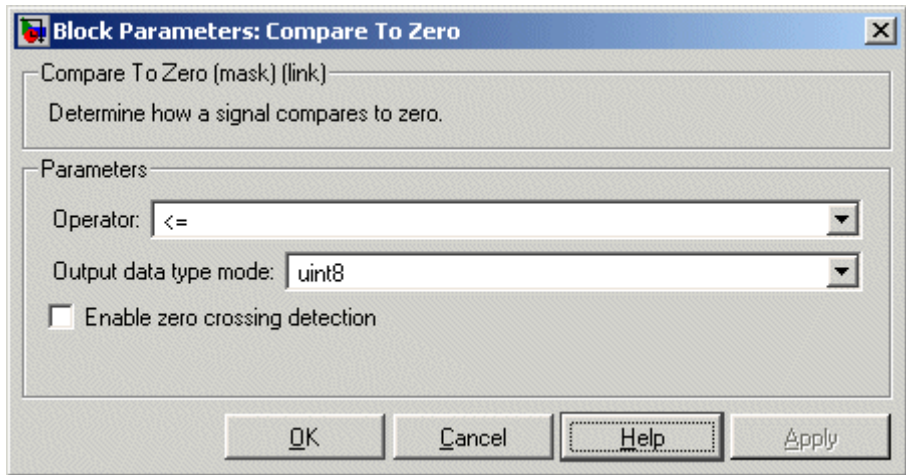 Block Parameters: Compare To Zero
Compare To Zero (mask) (link)
Determine how a signal compares to zero.
Parameters
Operator: <=
Output data type mode: uint8
Enable zero crossing detection
OK Cancel Help Apply